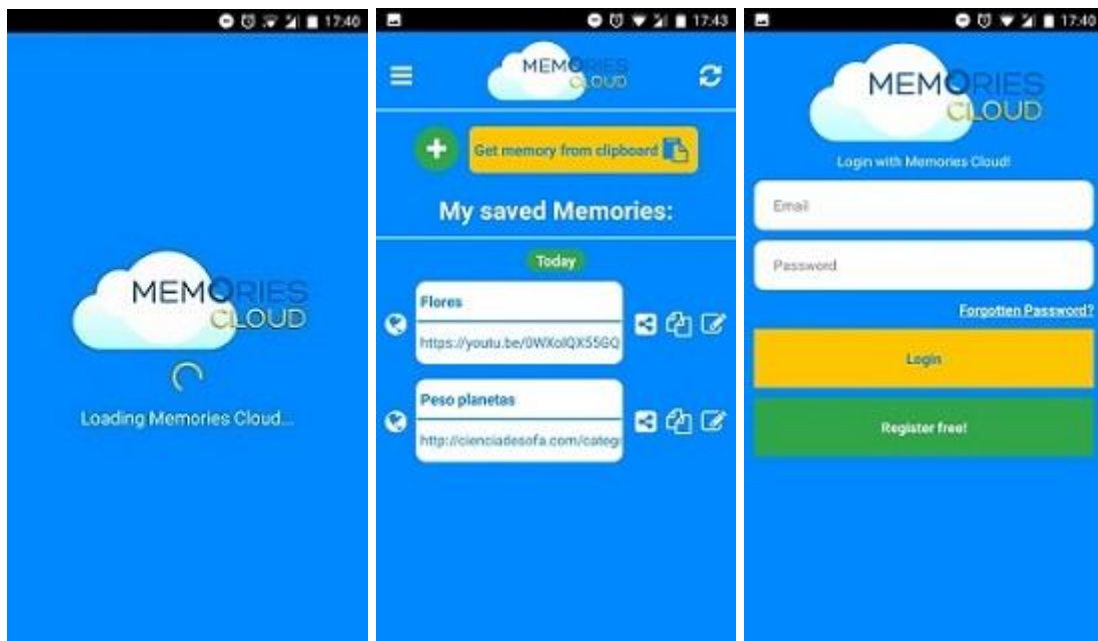 17:40
MEMORIES
CLOUD
Loading Memories Cloud...
17:43
MEMORIES
CLOUD
Get memory from clipboard
My saved Memories:
Today
Flores
https://youtu.be/0WXolQX55GQ
Peso planetas
http://cienciadesofa.com/categ
17:40
MEMORIES
CLOUD
Login with Memories Cloud!
Email
Password
Forgotten Password?
Login
Register free!